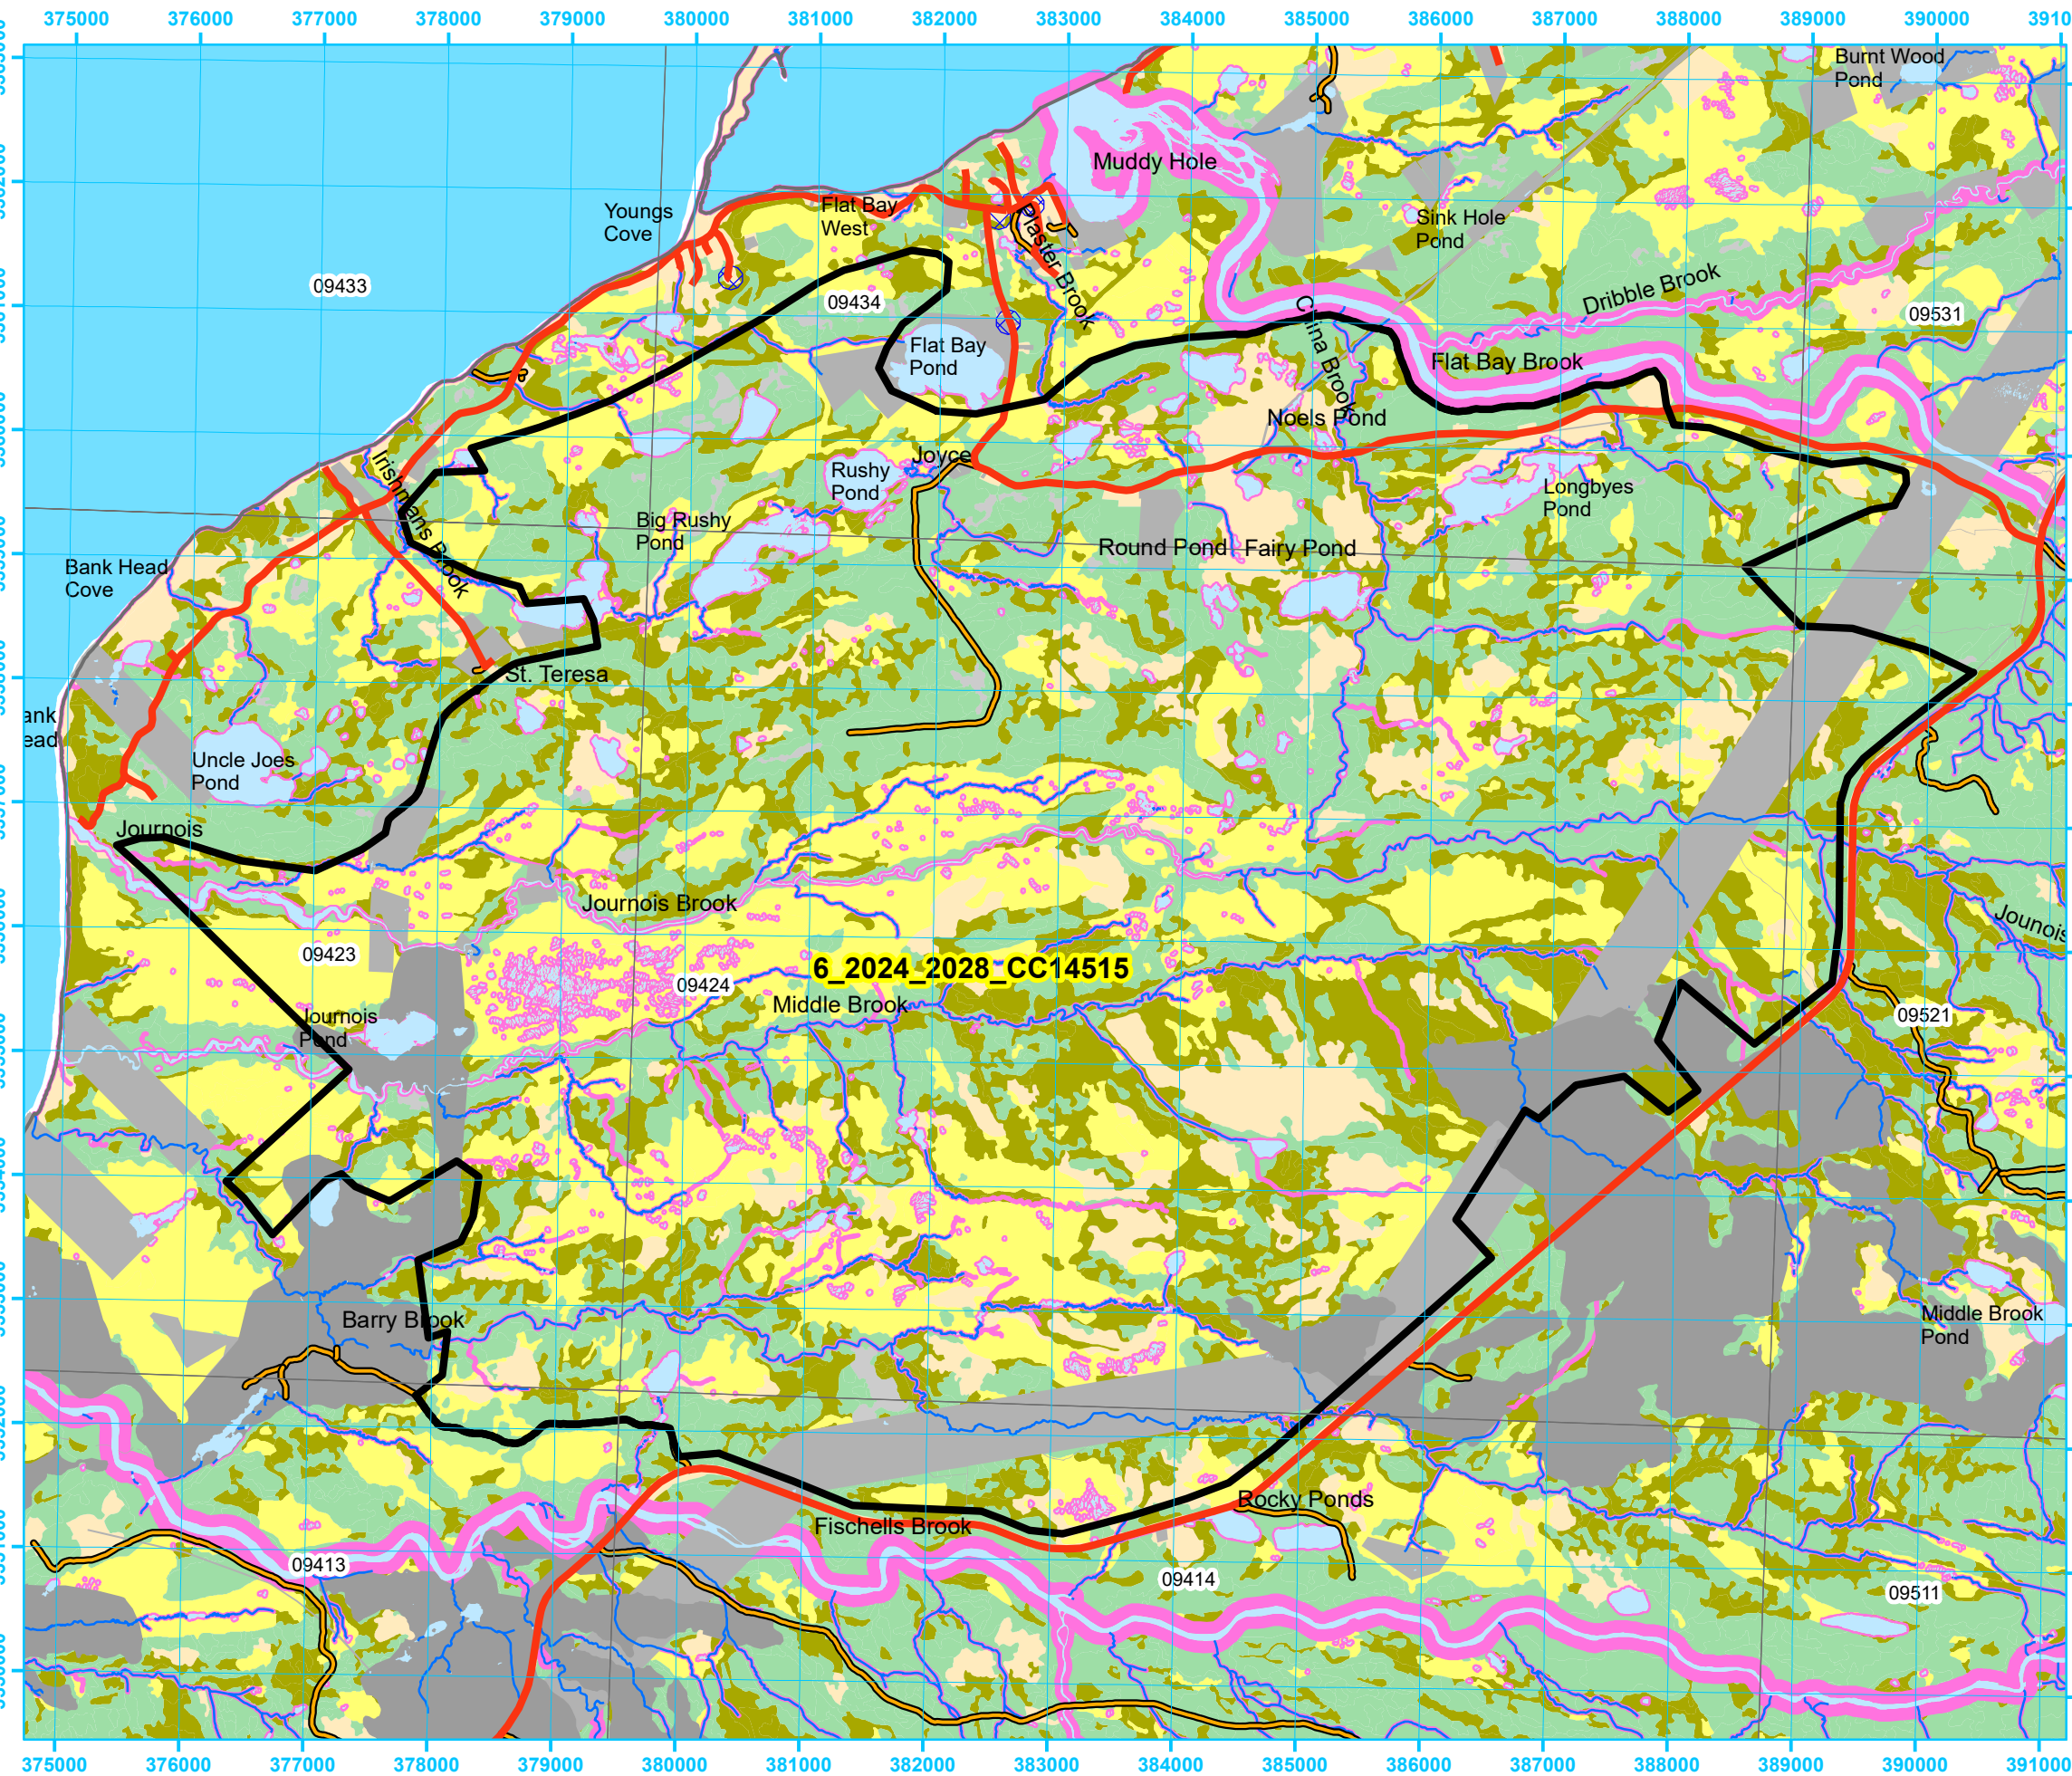 375000 376000 377000 378000 379000 380000 381000 382000 383000 384000 385000 386000 387000 388000 389000 390000 3910
Burnt Wood
Pond
Muddy Hole
Youngs
Cove
Flat Bay
West
Plaster Brook
Sink Hole
Pond
09433
09434
Dribble Brook
09531
Flat Bay
Pond
China Brook
Flat Bay Brook
Noels Pond
Irishmans Brook
Joyce
Rushy
Pond
Longbyes
Pond
Big Rushy
Pond
Round Pond
Fairy Pond
Bank Head
Cove
St. Teresa
ank
ead
Uncle Joes
Pond
Journois
Journois Brook
Jounois
09423
6_2024_2028_CC14515
09424
Middle Brook
Journois
Pond
09521
Barry Brook
Middle Brook
Pond
Rocky Ponds
Fischells Brook
09413
09414
09511
375000 376000 377000 378000 379000 380000 381000 382000 383000 384000 385000 386000 387000 388000 389000 390000 391000